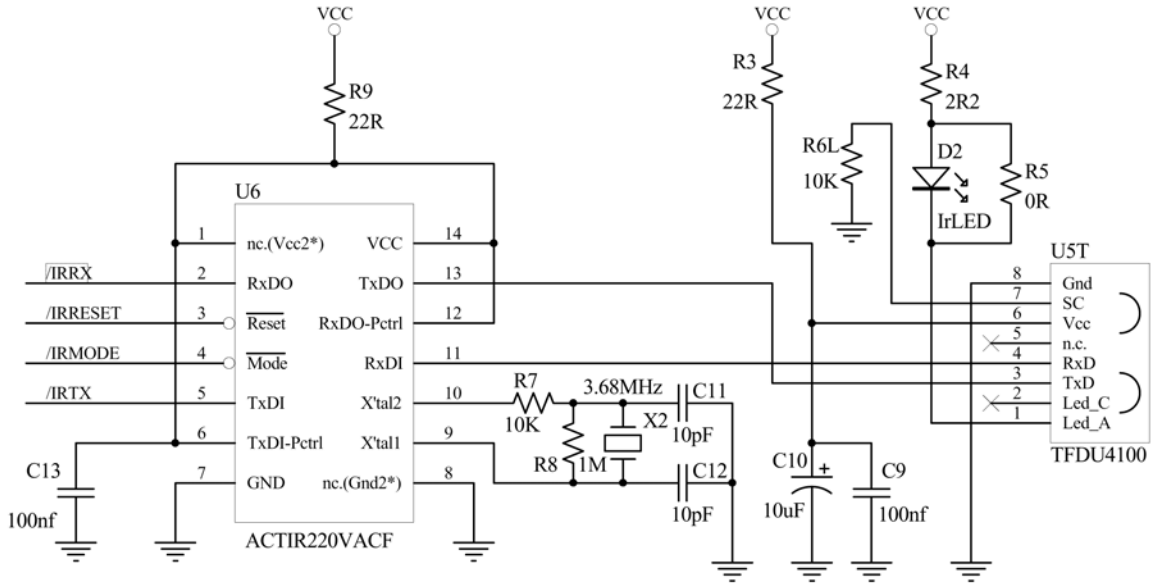 VCC
VCC
VCC
R9
22R
R3
22R
R4
2R2
R6L
10K
D2
IrLED
R5
0R
U6
1
nc.(Vcc2*)
VCC
14
/IRRX
2
RxDO
TxDO
13
/IRRESET
3
Reset
RxDO-Pctrl
12
/IRMODE
4
Mode
RxDI
11
/IRTX
5
TxDI
X'tal2
10
6
TxDI-Pctrl
X'tal1
9
7
GND
nc.(Gnd2*)
8
ACTIR220VACF
C13
100nf
R7
10K
3.68MHz
X2
R8
1M
C11
10pF
C12
10pF
C10
+
10uF
C9
100nf
U5T
8
Gnd
7
SC
6
Vcc
5
n.c.
4
RxD
3
TxD
2
Led_C
1
Led_A
TFDU4100